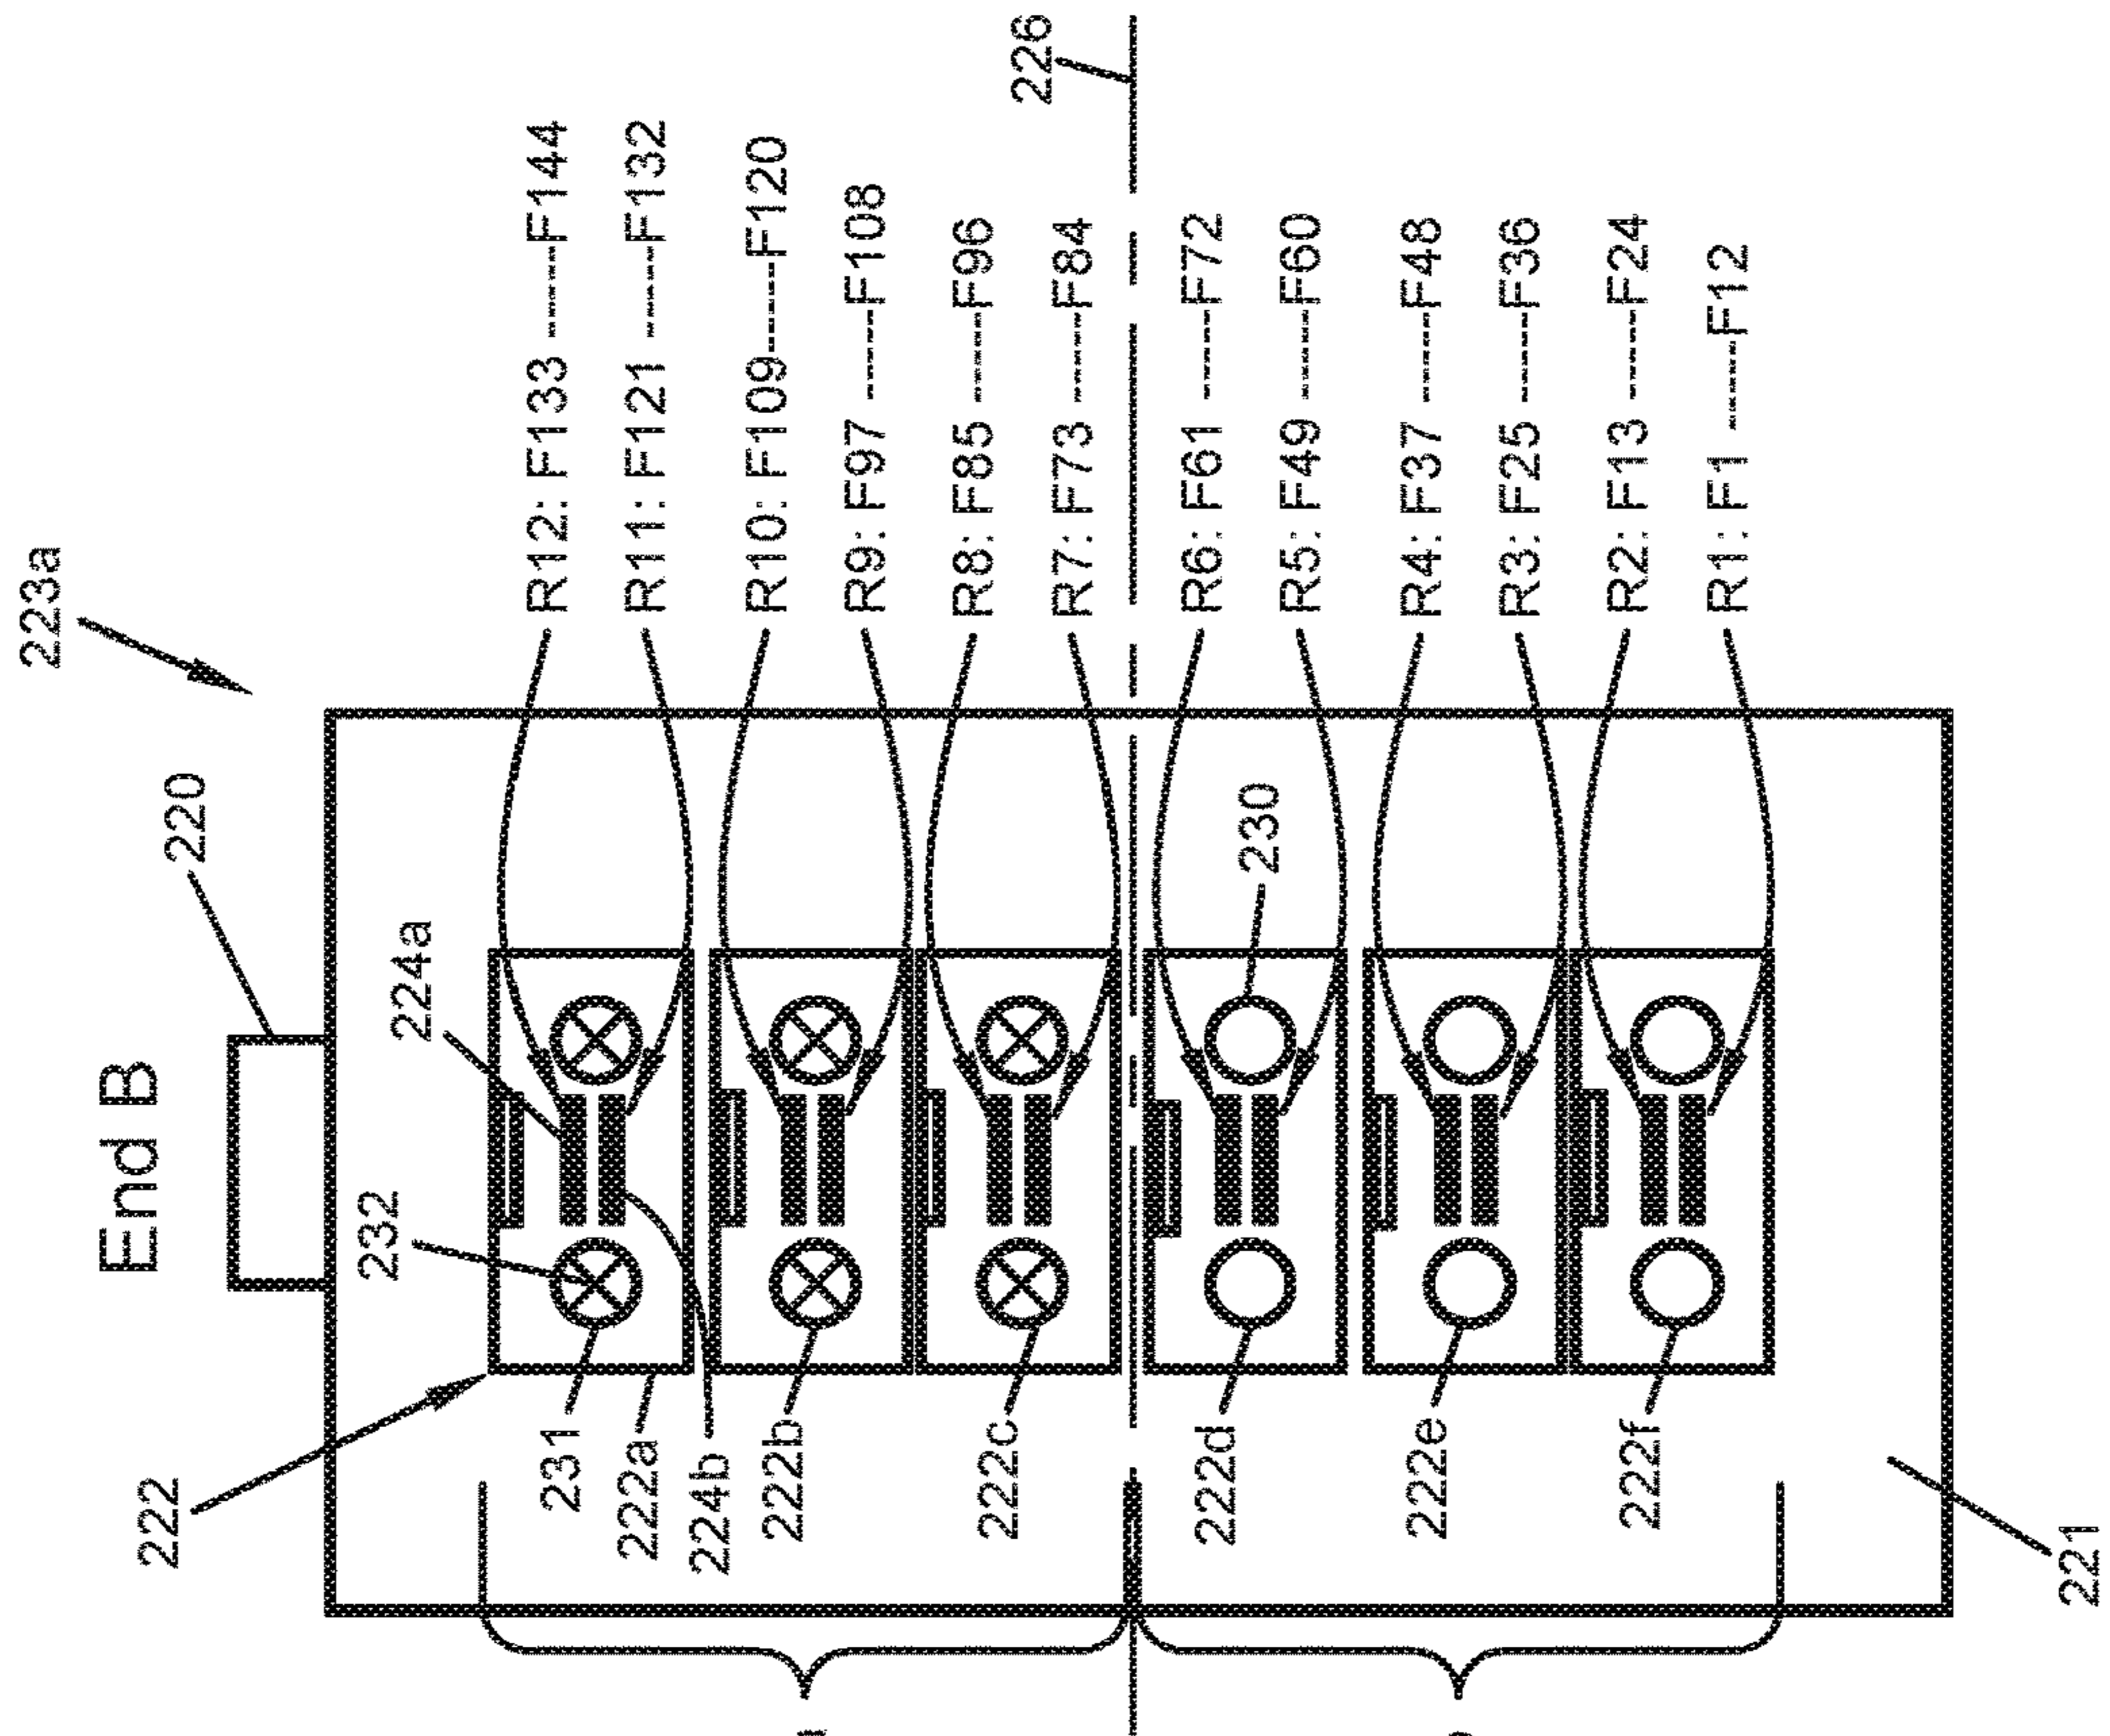 End B
223a
220
222
224a
232
231
222a
224b
222b
222c
222d
222e
222f
230
226
221
R12: F133 -----F144
R11: F121 -----F132
R10: F109-----F120
R9: F97 -----F108
R8: F85 -----F96
R7: F73 -----F84
R6: F61 -----F72
R5: F49 -----F60
R4: F37 -----F48
R3: F25 -----F36
R2: F13 -----F24
R1: F1 -----F12